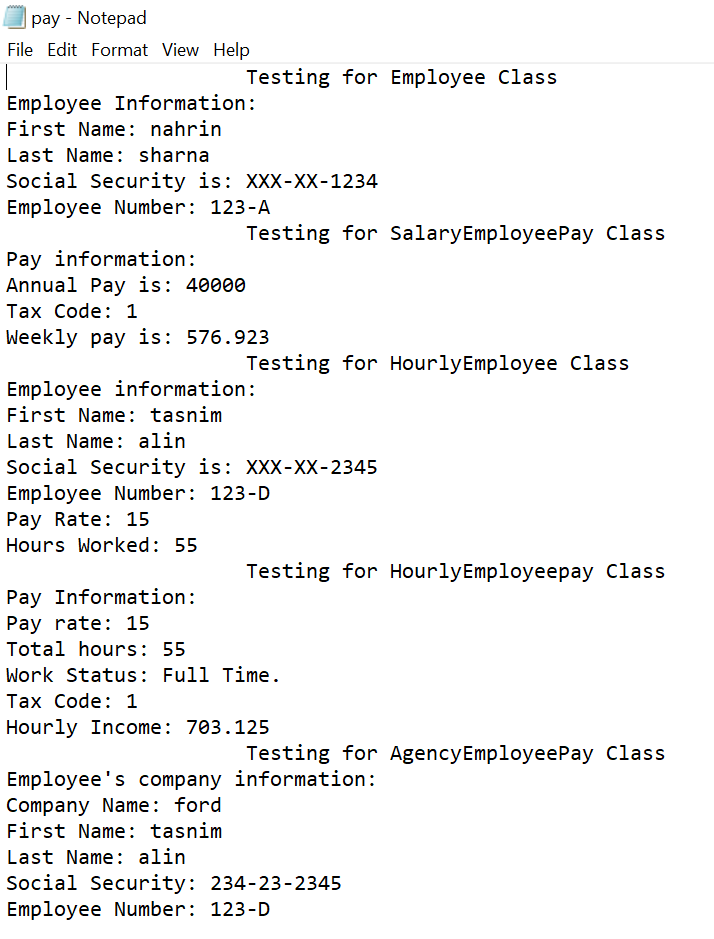 pay - Notepad
File Edit Format View Help
Testing for Employee Class
Employee Information:
First Name: nahrin
Last Name: sharna
Social Security is: XXX-XX-1234
Employee Number: 123-A
Testing for SalaryEmployeePay Class
Pay information:
Annual Pay is: 40000
Tax Code: 1
Weekly pay is: 576.923
Testing for HourlyEmployee Class
Employee information:
First Name: tasnim
Last Name: alin
Social Security is: XXX-XX-2345
Employee Number: 123-D
Pay Rate: 15
Hours Worked: 55
Testing for HourlyEmployeepay Class
Pay Information:
Pay rate: 15
Total hours: 55
Work Status: Full Time.
Tax Code: 1
Hourly Income: 703.125
Testing for AgencyEmployeePay Class
Employee's company information:
Company Name: ford
First Name: tasnim
Last Name: alin
Social Security: 234-23-2345
Employee Number: 123-D